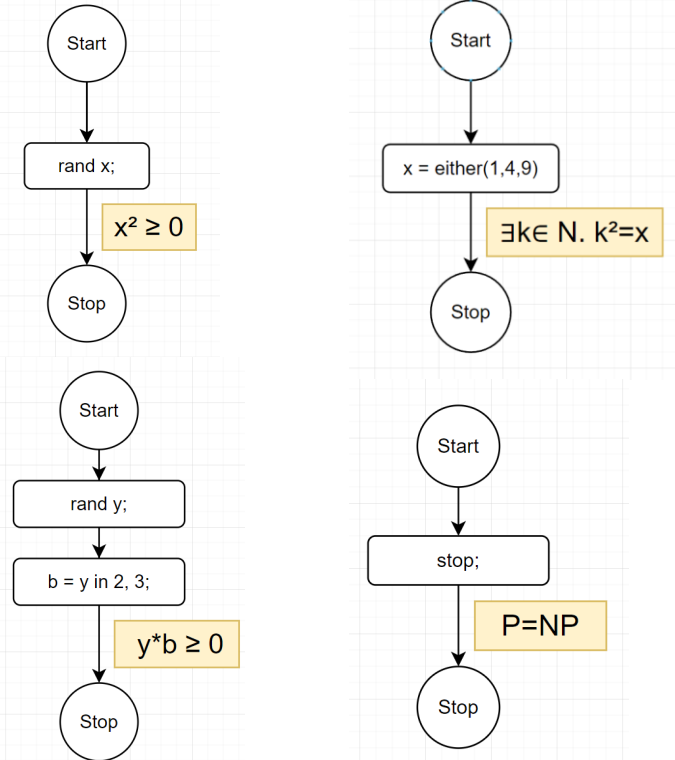 Start
rand x;
x² ≥ 0
Stop
Start
x = either(1,4,9)
∃k∈ N. k²=x
Stop
Start
rand y;
b = y in 2, 3;
y*b ≥ 0
Stop
Start
stop;
P=NP
Stop